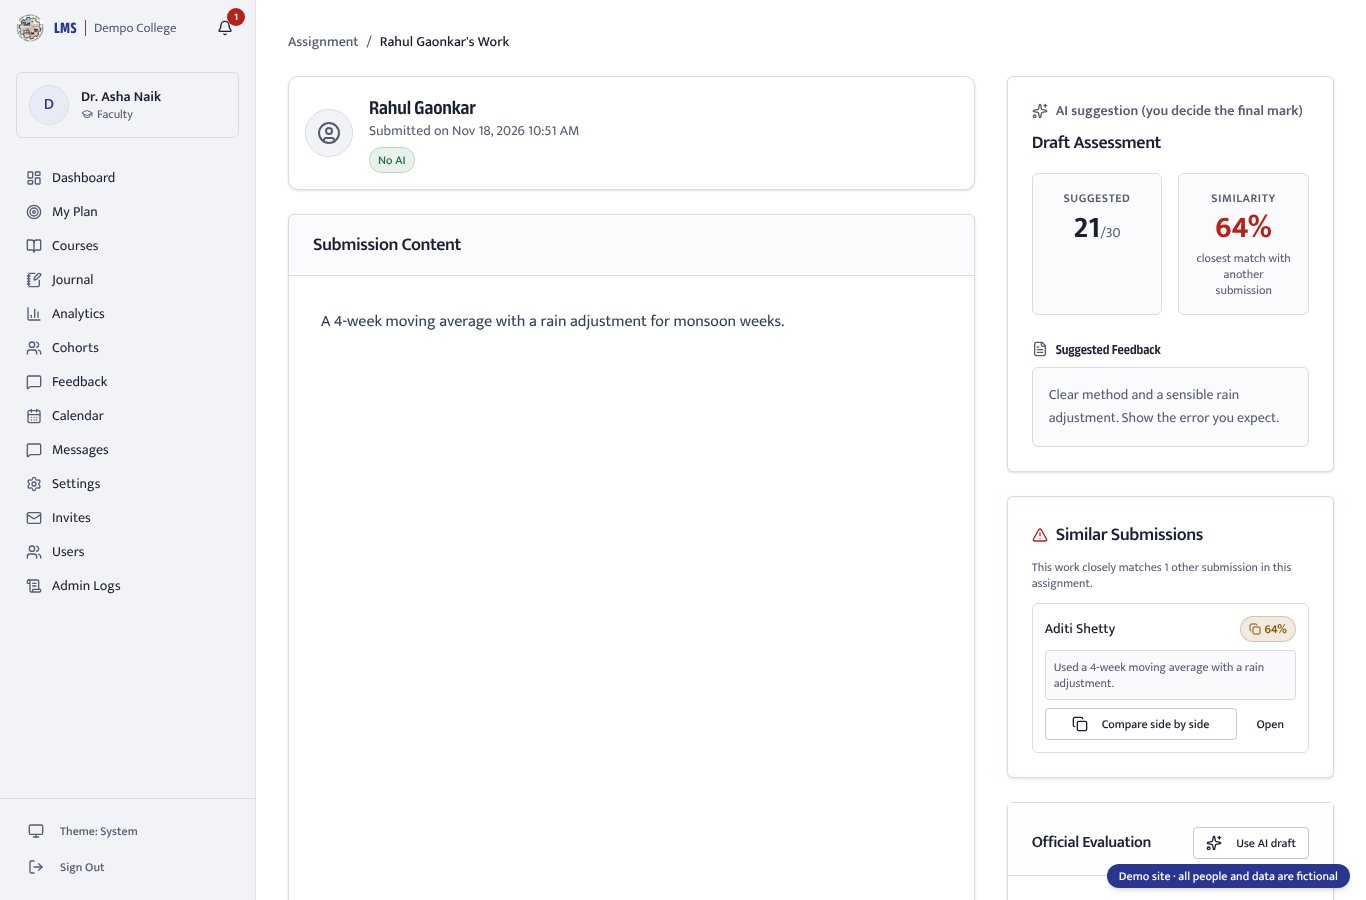 LMS | Dempo College
1
D
Dr. Asha Naik
Faculty
Dashboard
My Plan
Courses
Journal
Analytics
Cohorts
Feedback
Calendar
Messages
Settings
Invites
Users
Admin Logs
Theme: System
Sign Out
Assignment / Rahul Gaonkar's Work
Rahul Gaonkar
Submitted on Nov 18, 2026 10:51 AM
No AI
Submission Content
A 4-week moving average with a rain adjustment for monsoon weeks.
AI suggestion (you decide the final mark)
Draft Assessment
SUGGESTED
21/30
SIMILARITY
64%
closest match with
another
submission
Suggested Feedback
Clear method and a sensible rain
adjustment. Show the error you expect.
Similar Submissions
This work closely matches 1 other submission in this
assignment.
Aditi Shetty
64%
Used a 4-week moving average with a rain
adjustment.
Compare side by side
Open
Official Evaluation
Use AI draft
Demo site · all people and data are fictional